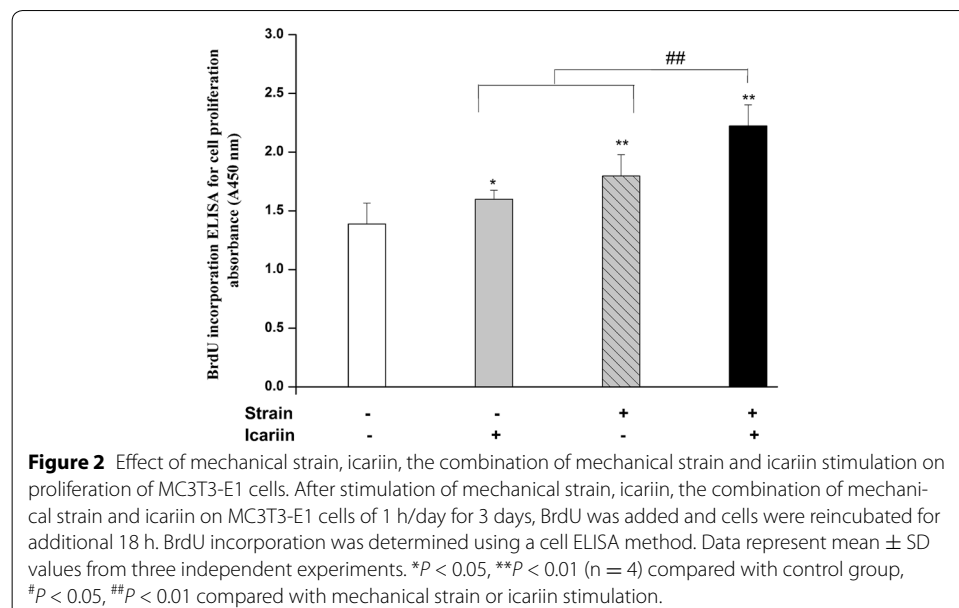 3.0
##
2.5
**
2.0
**
*
1.5
1.0
0.5
0.0
BrdU incorporation ELISA for cell proliferation
absorbance (A450 nm)
Strain - - + +
Icariin - + - +
Figure 2 Effect of mechanical strain, icariin, the combination of mechanical strain and icariin stimulation on
proliferation of MC3T3-E1 cells. After stimulation of mechanical strain, icariin, the combination of mechani-
cal strain and icariin on MC3T3-E1 cells of 1 h/day for 3 days, BrdU was added and cells were reincubated for
additional 18 h. BrdU incorporation was determined using a cell ELISA method. Data represent mean ± SD
values from three independent experiments. *P < 0.05, **P < 0.01 (n = 4) compared with control group,
#P < 0.05, ##P < 0.01 compared with mechanical strain or icariin stimulation.